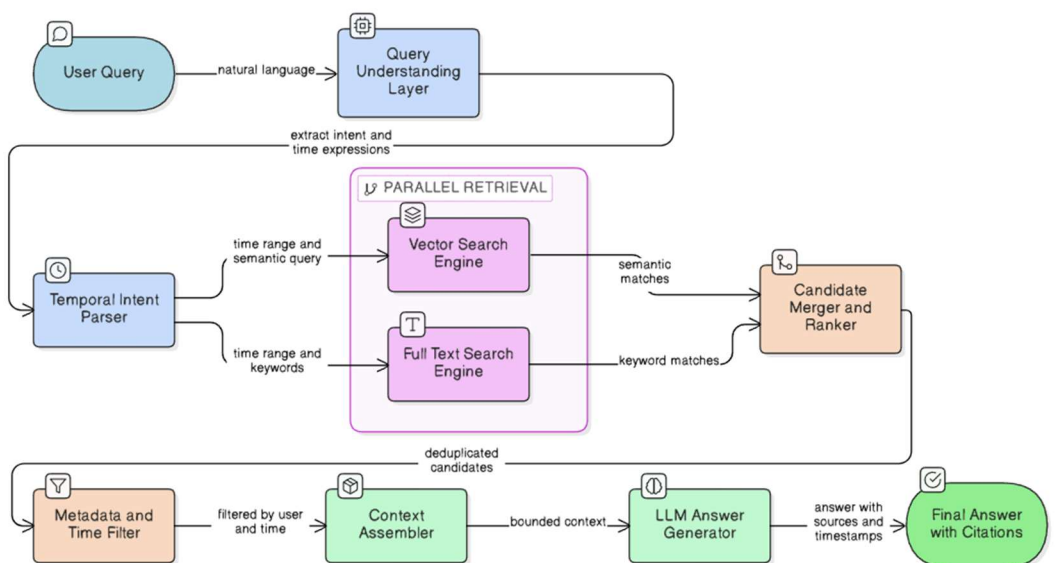 User Query
natural language
Query
Understanding
Layer
extract intent and
time expressions
PARALLEL RETRIEVAL
Temporal Intent
Parser
time range and
semantic query
Vector Search
Engine
semantic
matches
time range and
keywords
T
Full Text Search
Engine
keyword matches
Candidate
Merger and
Ranker
deduplicated
candidates
Metadata and
Time Filter
filtered by user
and time
Context
Assembler
bounded context
LLM Answer
Generator
answer with
sources and
timestamps
Final Answer
with Citations